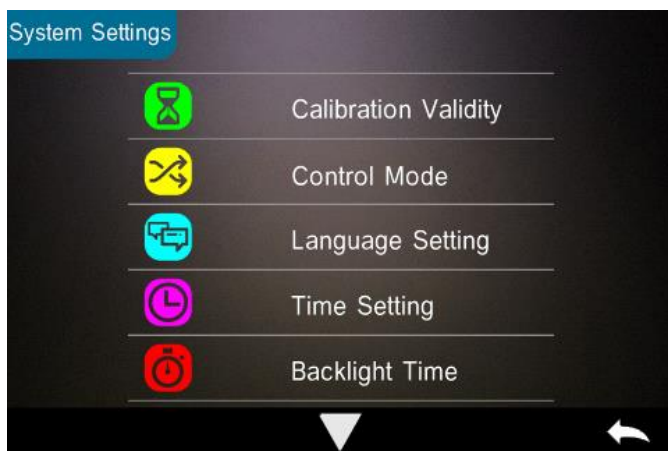 System Settings
Calibration Validity
Control Mode
Language Setting
Time Setting
Backlight Time